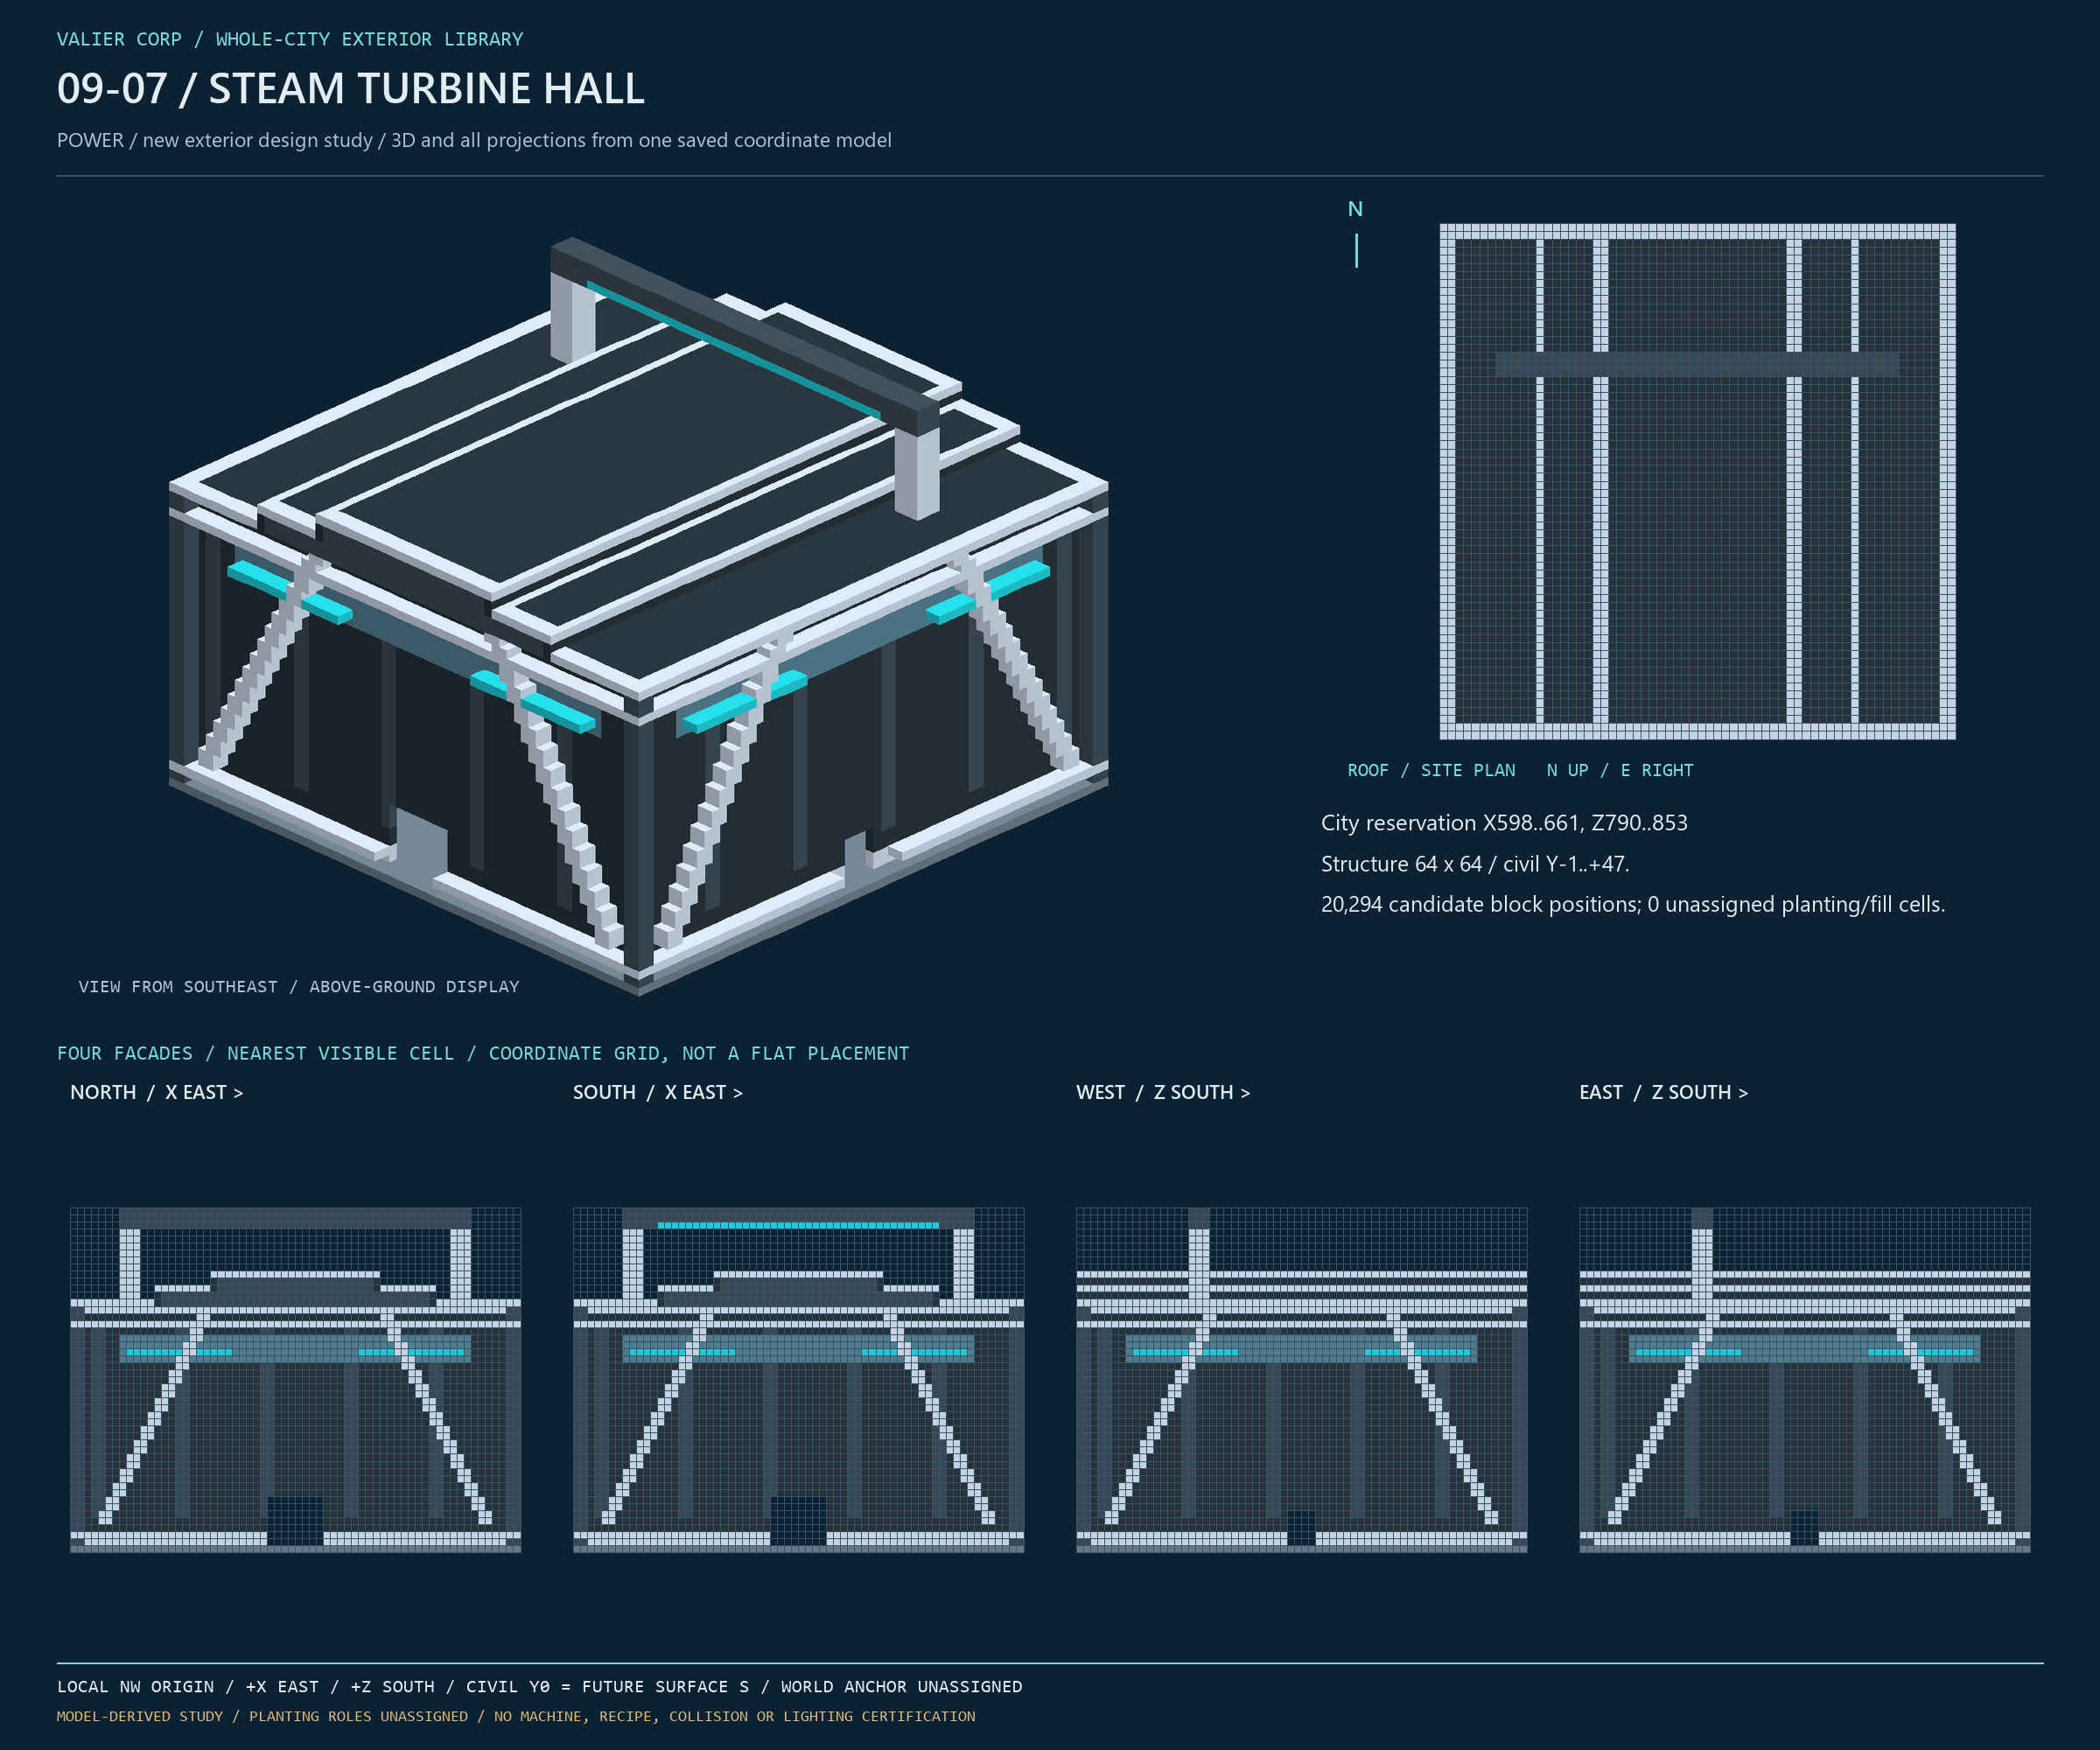 VALIER CORP / WHOLE-CITY EXTERIOR LIBRARY
09-07 / STEAM TURBINE HALL
POWER / new exterior design study / 3D and all projections from one saved coordinate model
N
ROOF / SITE PLAN   N UP / E RIGHT
City reservation X598..661, Z790..853
Structure 64 x 64 / civil Y-1..+47.
20,294 candidate block positions; 0 unassigned planting/fill cells.
VIEW FROM SOUTHEAST / ABOVE-GROUND DISPLAY
FOUR FACADES / NEAREST VISIBLE CELL / COORDINATE GRID, NOT A FLAT PLACEMENT
NORTH / X EAST >
SOUTH / X EAST >
WEST / Z SOUTH >
EAST / Z SOUTH >
LOCAL NW ORIGIN / +X EAST / +Z SOUTH / CIVIL Y0 = FUTURE SURFACE S / WORLD ANCHOR UNASSIGNED
MODEL-DERIVED STUDY / PLANTING ROLES UNASSIGNED / NO MACHINE, RECIPE, COLLISION OR LIGHTING CERTIFICATION